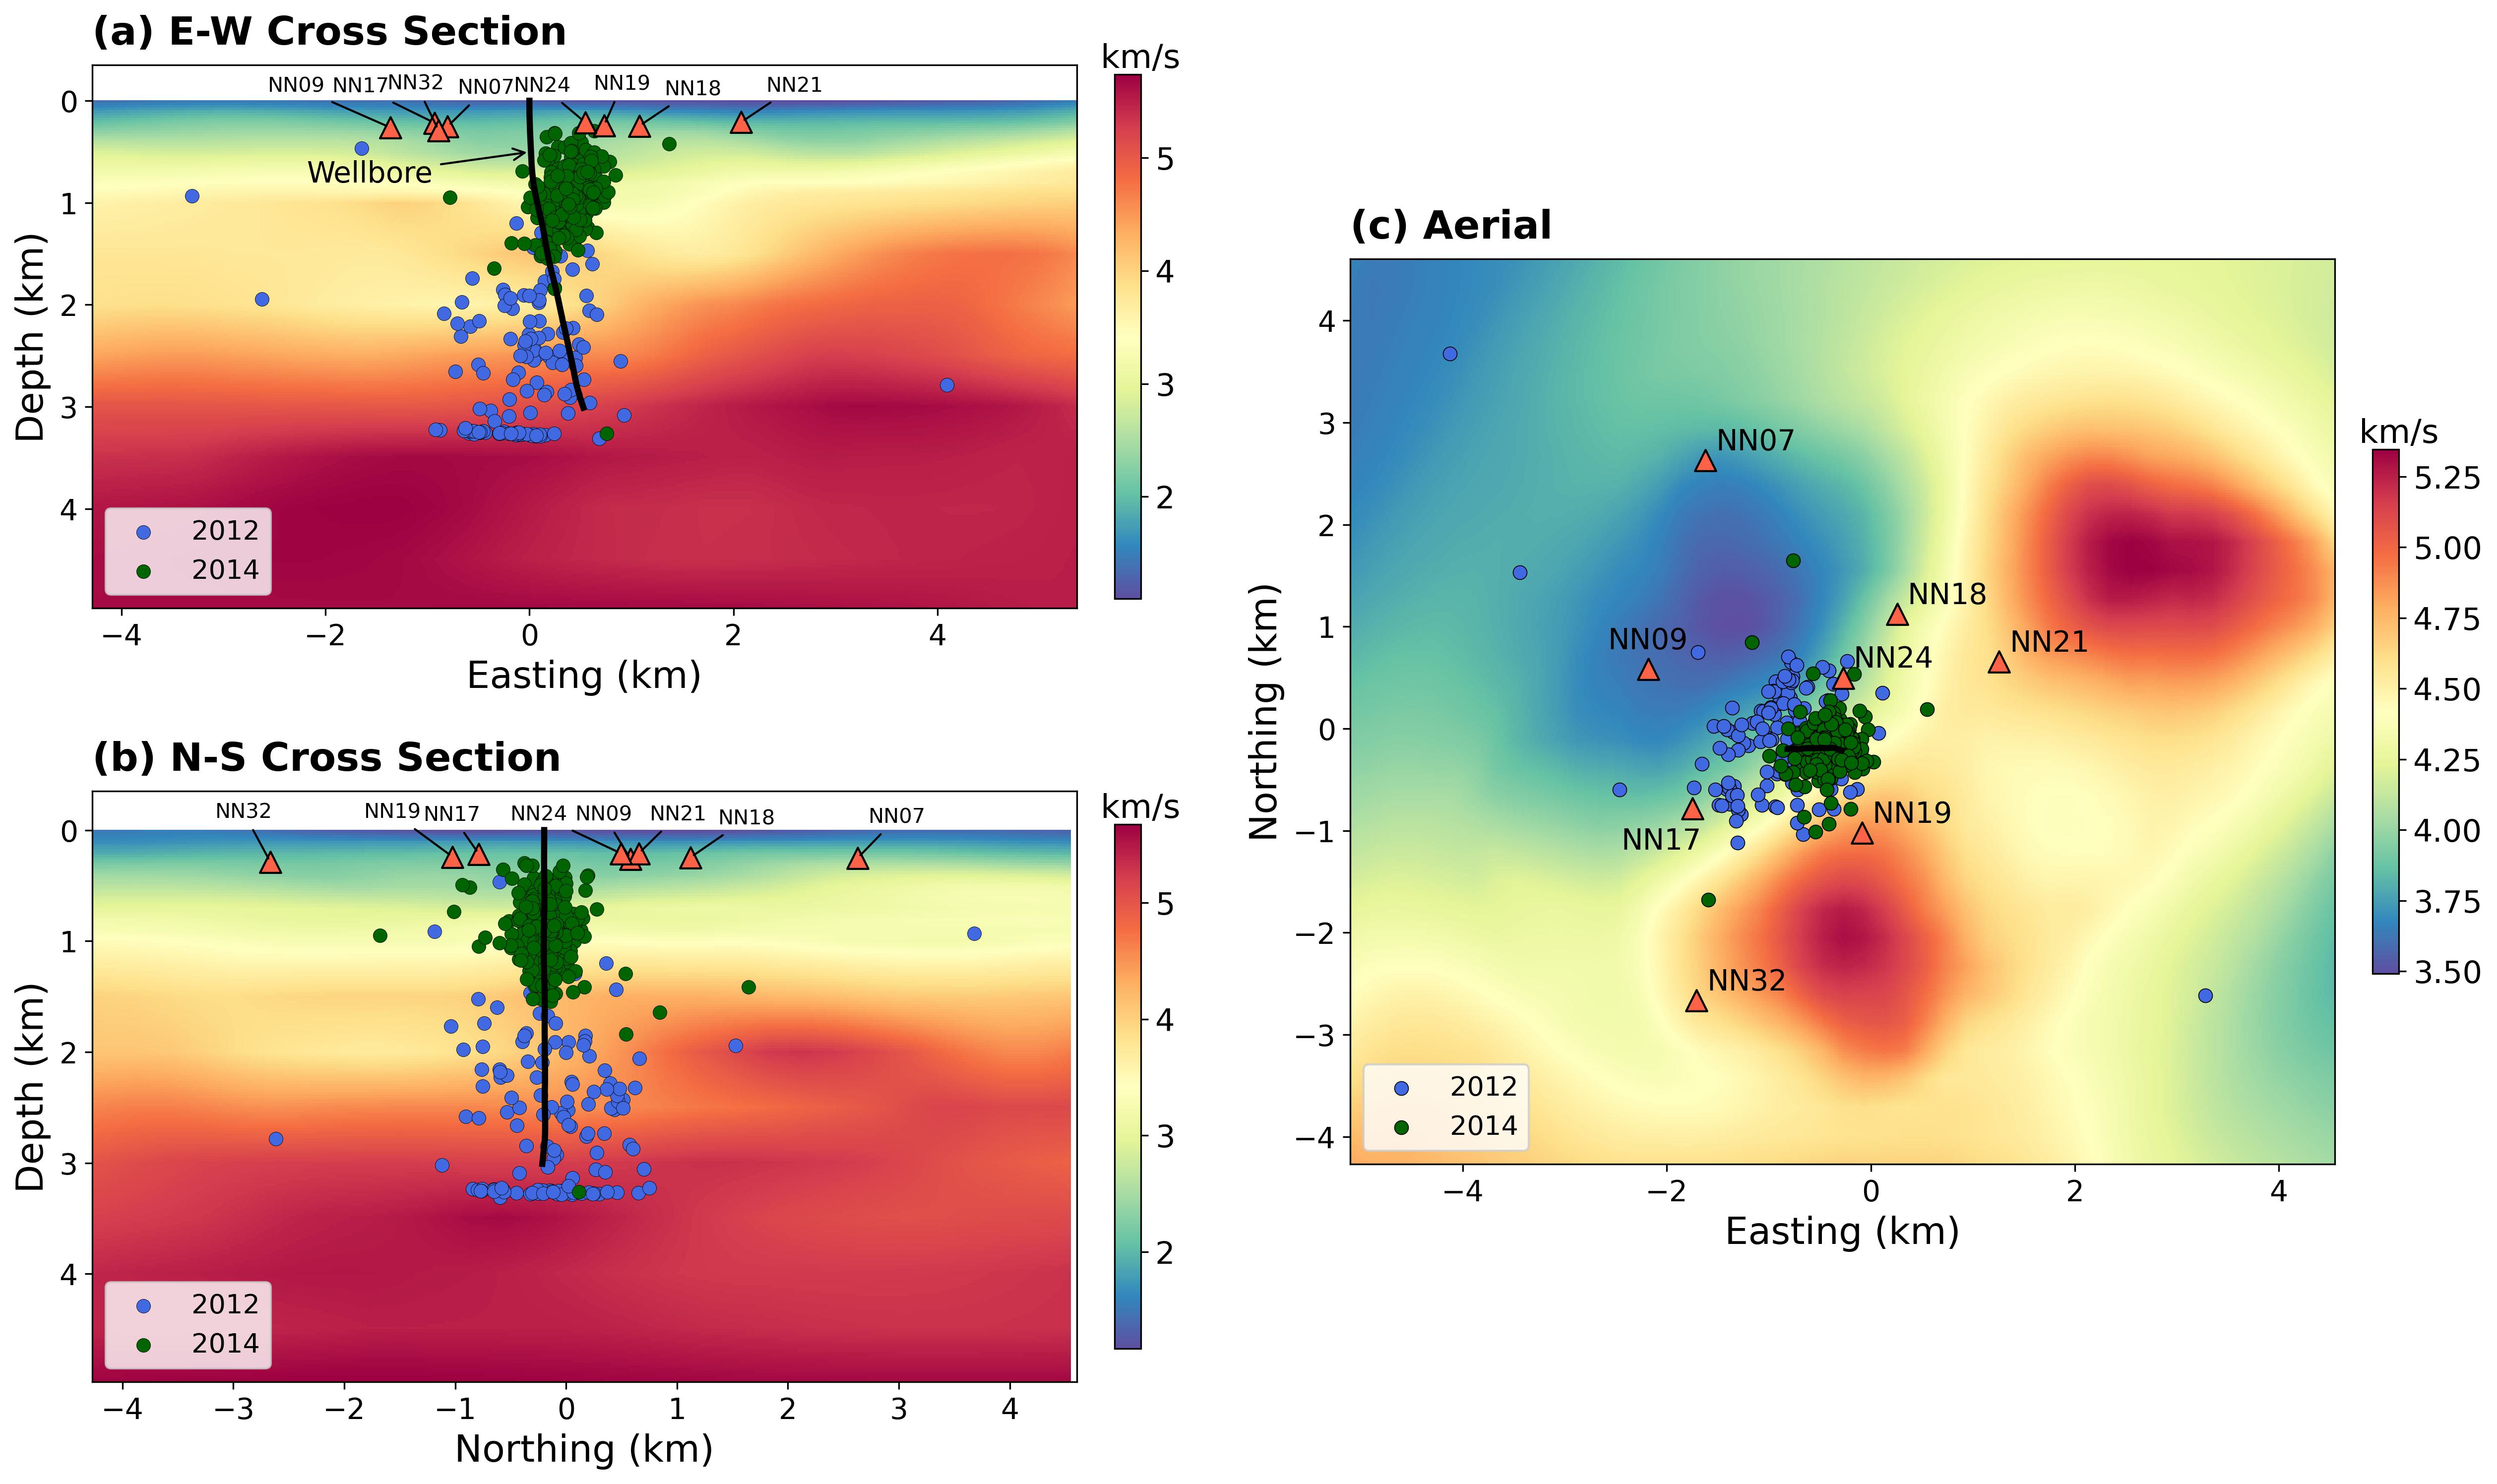 (a) E-W Cross Section
km/s
NN09 NN17 NN32 NN07 NN24 NN19 NN18 NN21
Wellbore
0
1
2
3
4
Depth (km)
2012
2014
−4 −2 0 2 4
Easting (km)
5
4
3
2
(b) N-S Cross Section
km/s
NN32 NN19 NN17 NN24 NN09 NN21 NN18 NN07
0
1
2
3
4
Depth (km)
2012
2014
−4 −3 −2 −1 0 1 2 3 4
Northing (km)
5
4
3
2
(c) Aerial
4
3
2
1
0
−1
−2
−3
−4
Northing (km)
NN07
NN18
NN09
NN21
NN24
NN19
NN17
NN32
2012
2014
−4 −2 0 2 4
Easting (km)
km/s
5.25
5.00
4.75
4.50
4.25
4.00
3.75
3.50